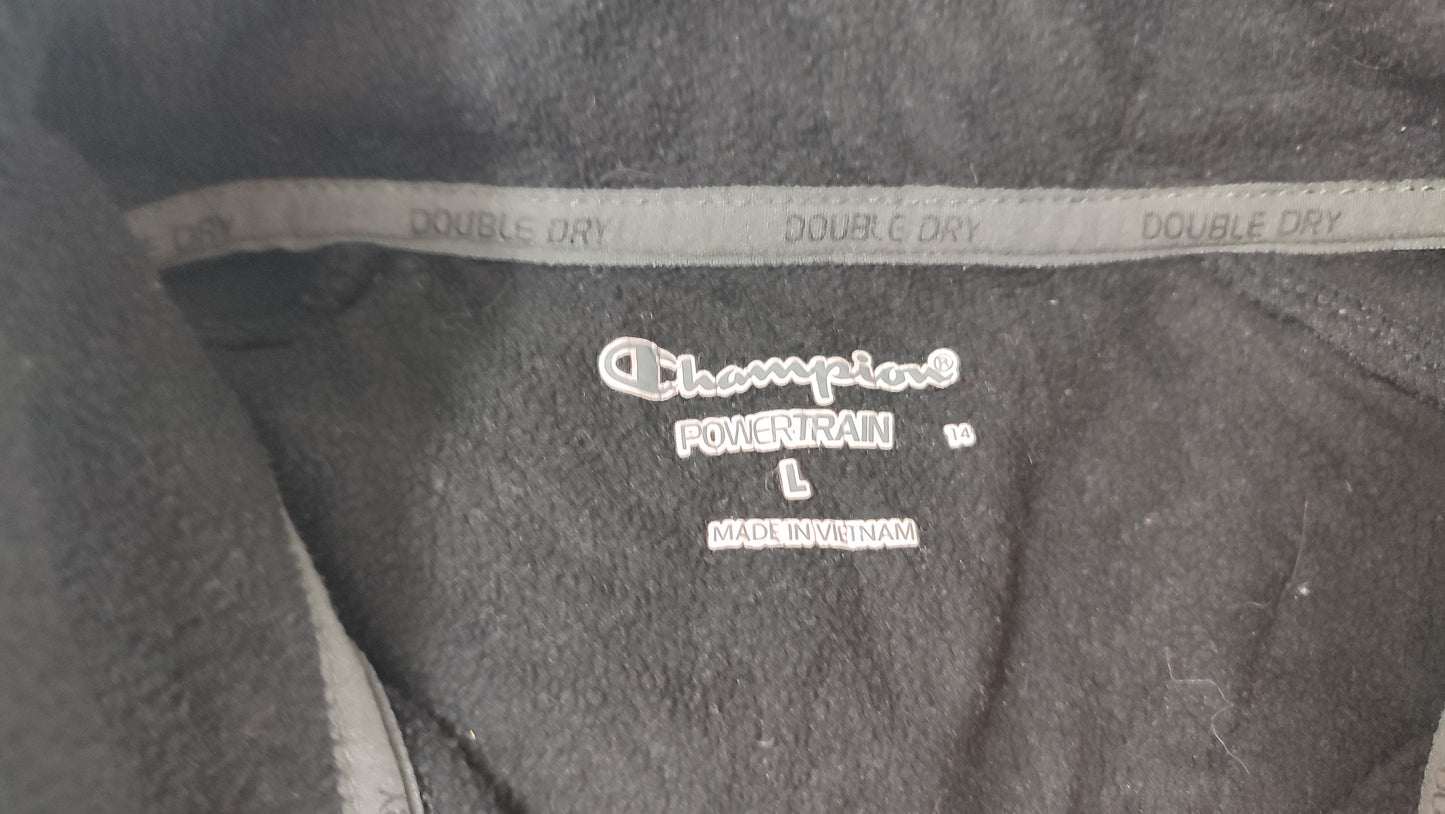 DRY DOUBLE DRY DOUBLE DRY DOUBLE DRY
Champion®
POWERTRAIN 14
L
MADE IN VIETNAM